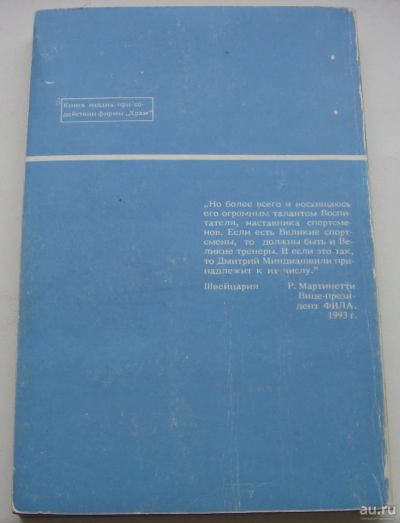 Книга издана при со-
действии фирмы „Храм"
„Но более всего я восхищаюсь
его огромным талантом Воспи-
тателя, наставника спортсме-
нов. Если есть Великие спорт-
смены, то должны быть и Ве-
ликие тренеры. И если это так,
то Дмитрий Миндиашвили при-
надлежит к их числу."
Швейцария Р. Мартинетти
Вице-прези-
дент ФИЛА.
1993 г.
au.ru